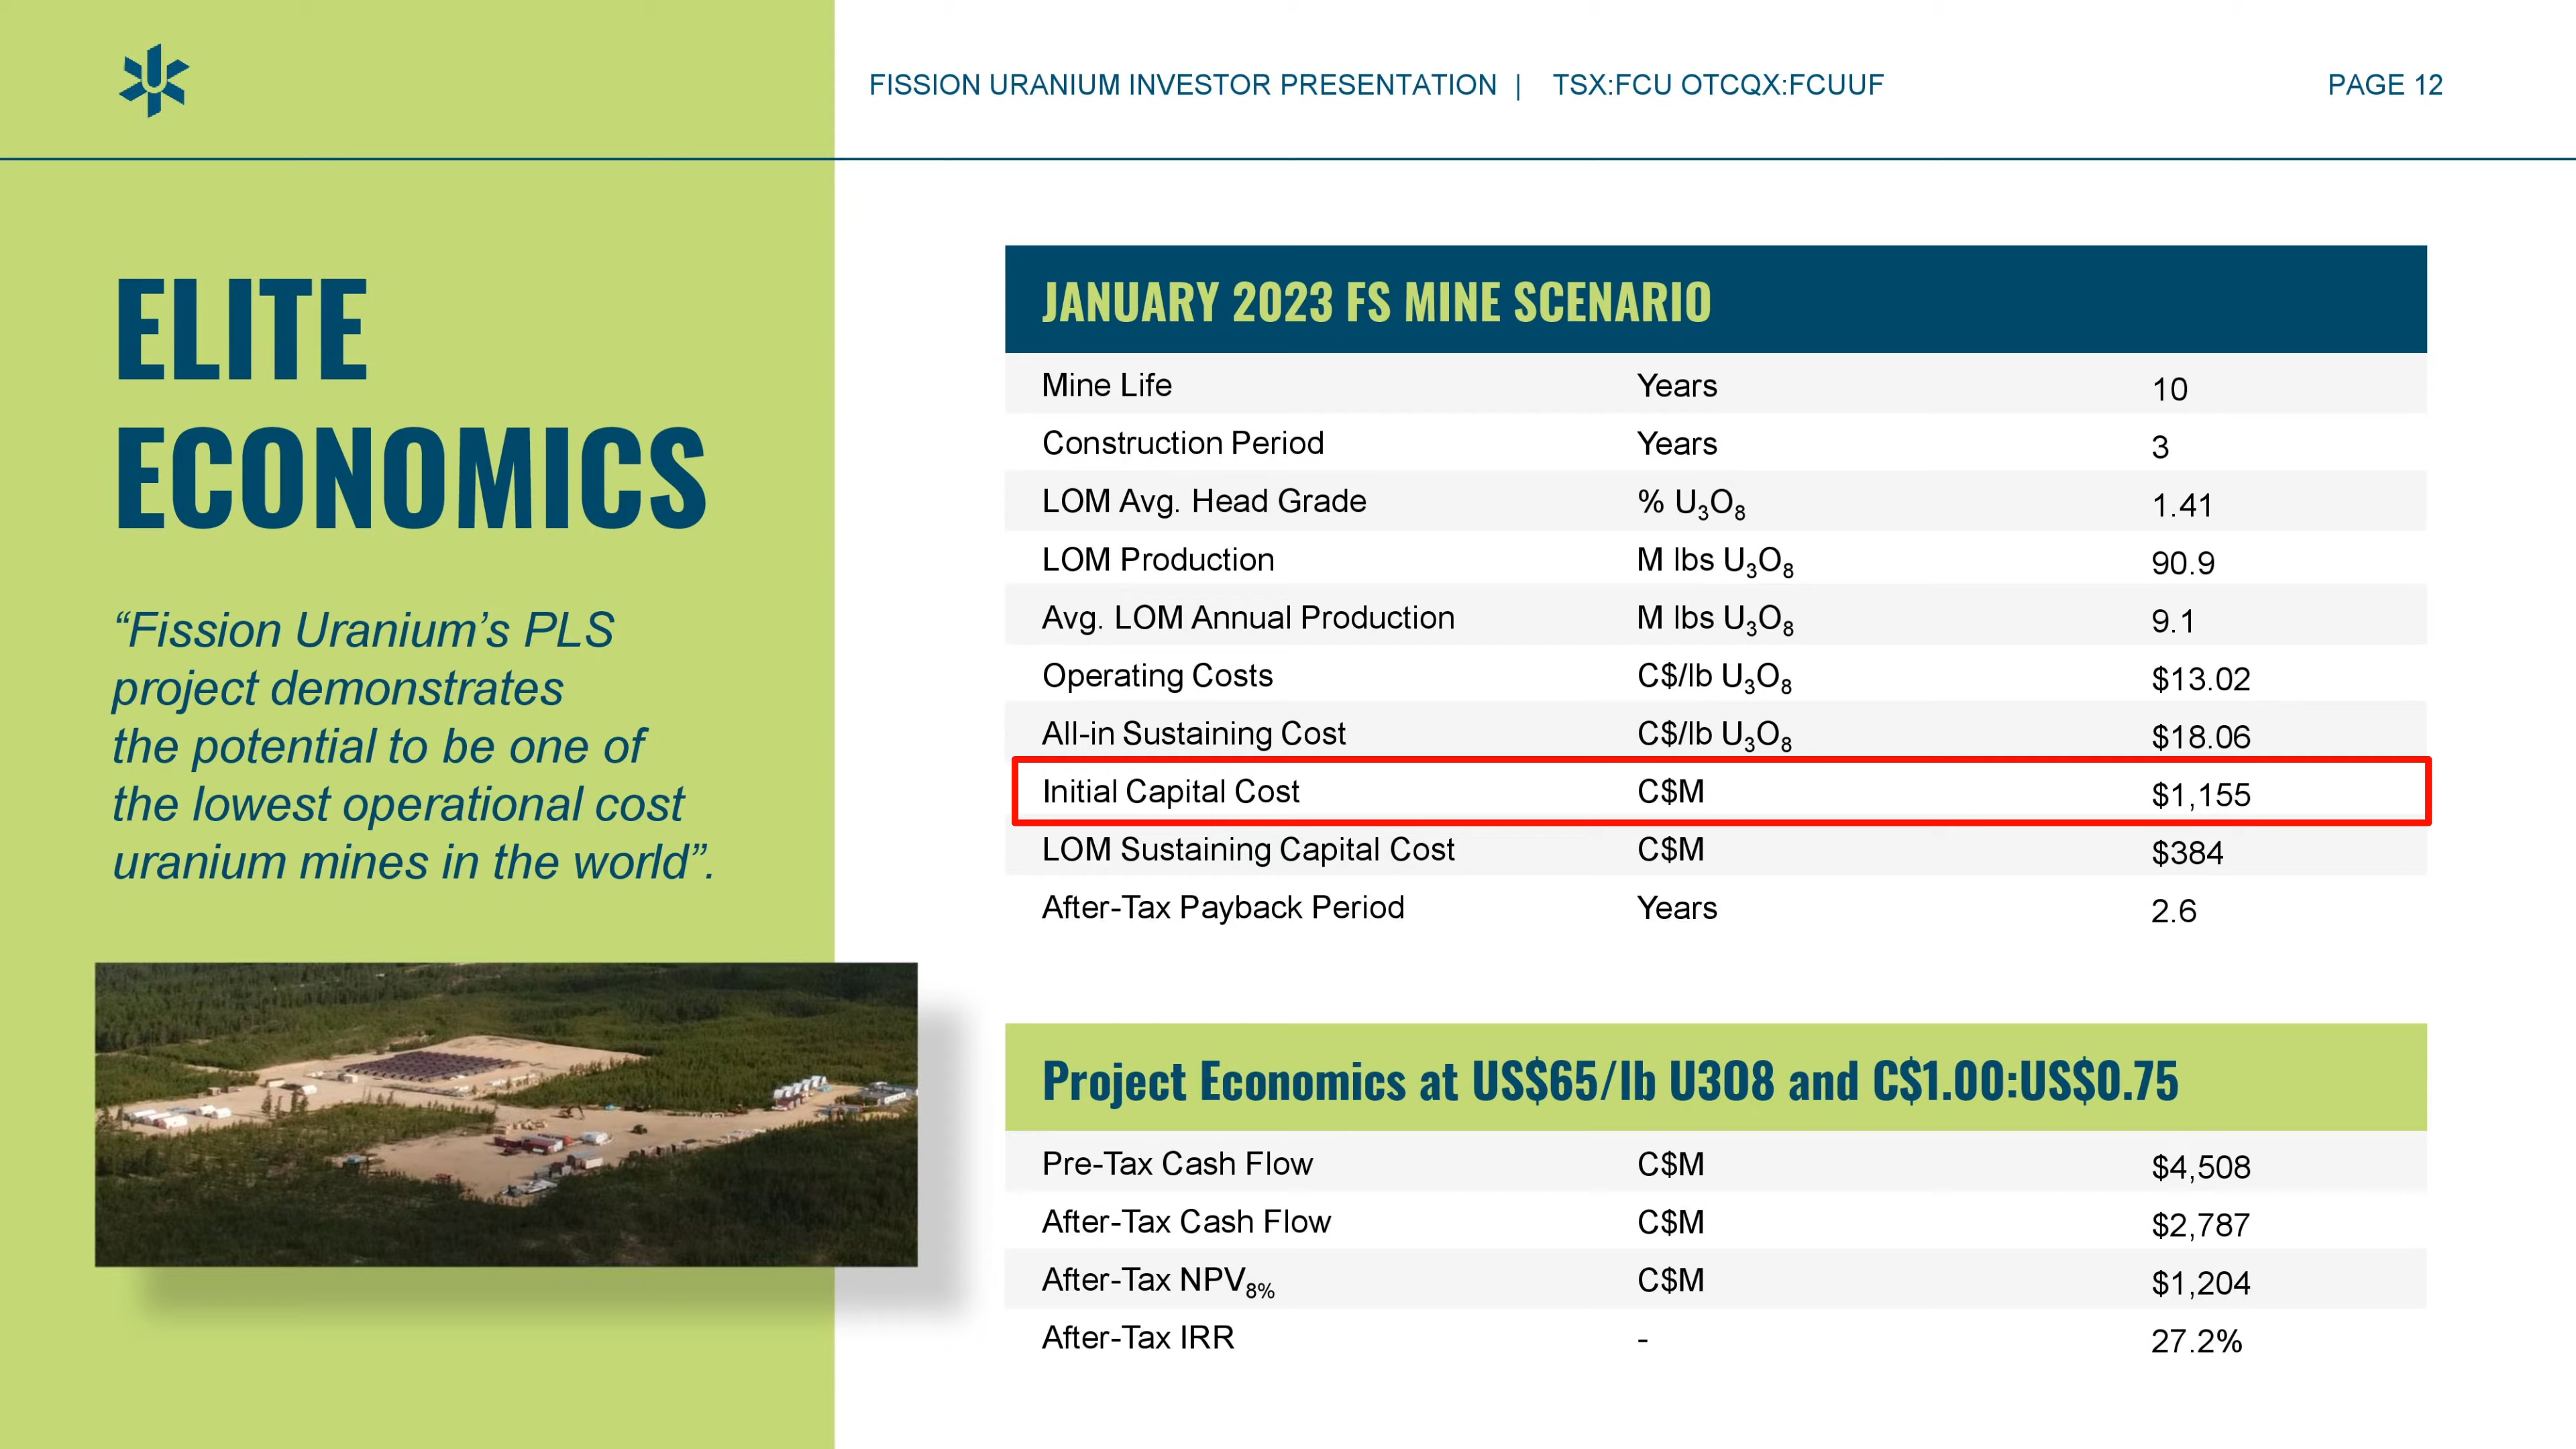 FISSION URANIUM INVESTOR PRESENTATION | TSX:FCU OTCQX:FCUUF PAGE 12
ELITE
ECONOMICS
“Fission Uranium’s PLS
project demonstrates
the potential to be one of
the lowest operational cost
uranium mines in the world”.
JANUARY 2023 FS MINE SCENARIO
Mine Life Years 10
Construction Period Years 3
LOM Avg. Head Grade % U₃O₈ 1.41
LOM Production M lbs U₃O₈ 90.9
Avg. LOM Annual Production M lbs U₃O₈ 9.1
Operating Costs C$/lb U₃O₈ $13.02
All-in Sustaining Cost C$/lb U₃O₈ $18.06
Initial Capital Cost C$M $1,155
LOM Sustaining Capital Cost C$M $384
After-Tax Payback Period Years 2.6
Project Economics at US$65/lb U3O8 and C$1.00:US$0.75
Pre-Tax Cash Flow C$M $4,508
After-Tax Cash Flow C$M $2,787
After-Tax NPV₈% C$M $1,204
After-Tax IRR - 27.2%